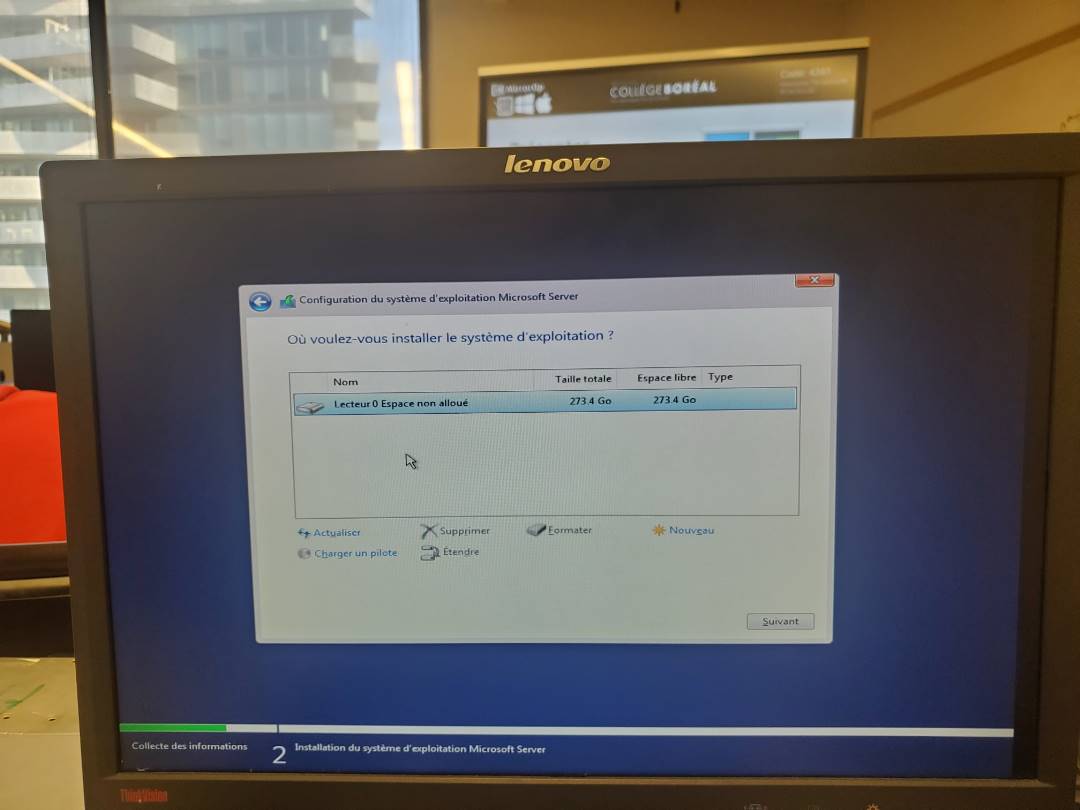 COLLÈGE BORÉAL
lenovo
Configuration du système d'exploitation Microsoft Server
Où voulez-vous installer le système d'exploitation ?
Nom Taille totale Espace libre Type
Lecteur 0 Espace non alloué 273.4 Go 273.4 Go
Actualiser Supprimer Formater Nouveau
Charger un pilote Étendre
Suivant
Collecte des informations 2 Installation du système d'exploitation Microsoft Server
ThinkVision